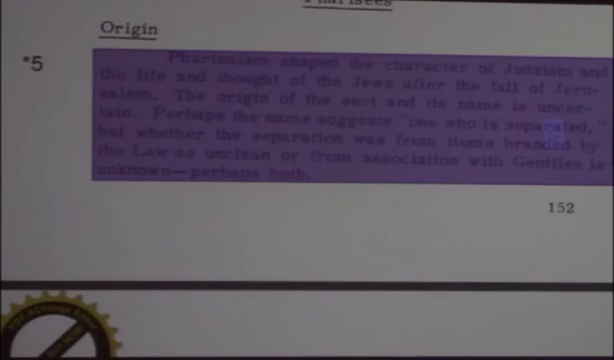 Pharisees
Origin
*5
Pharisaism shaped the character of Judaism and
the life and thought of the Jews after the fall of Jeru-
salem. The origin of the sect and its name is uncer-
tain. Perhaps the name suggests "one who is separated,"
but whether the separation was from items branded by
the Law as unclean or from association with Gentiles is
unknown—perhaps both.
152